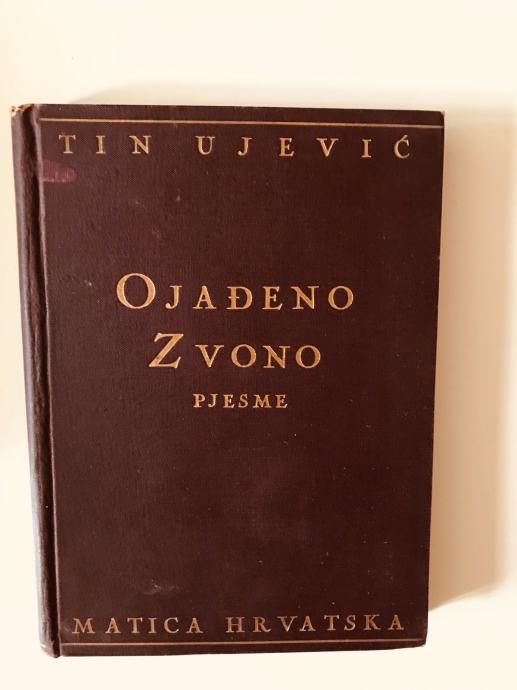 TIN UJEVIĆ
OJAĐENO
ZVONO
PJESME
MATICA HRVATSKA